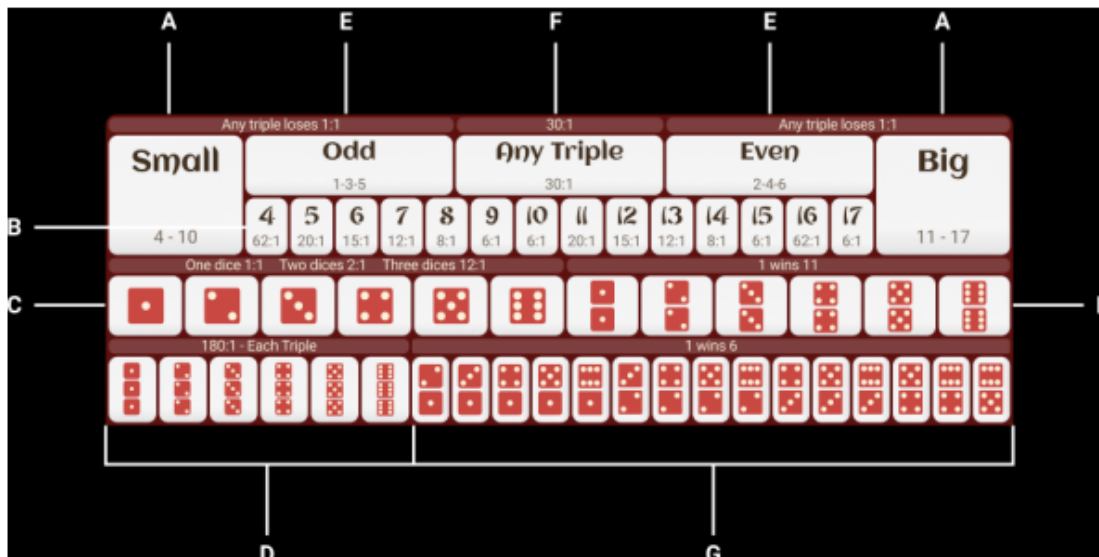 A E F E A
Any triple loses 1:1 30:1 Any triple loses 1:1
Small Odd Any Triple Even Big
1-3-5 30:1 2-4-6
B
4 5 6 7 8 9 10 11 12 13 14 15 16 17
4 - 10 62:1 20:1 15:1 12:1 8:1 6:1 6:1 20:1 15:1 12:1 8:1 6:1 62:1 6:1 11 - 17
One dice 1:1 Two dices 2:1 Three dices 12:1 1 wins 11
C
180:1 - Each Triple 1 wins 6
D G